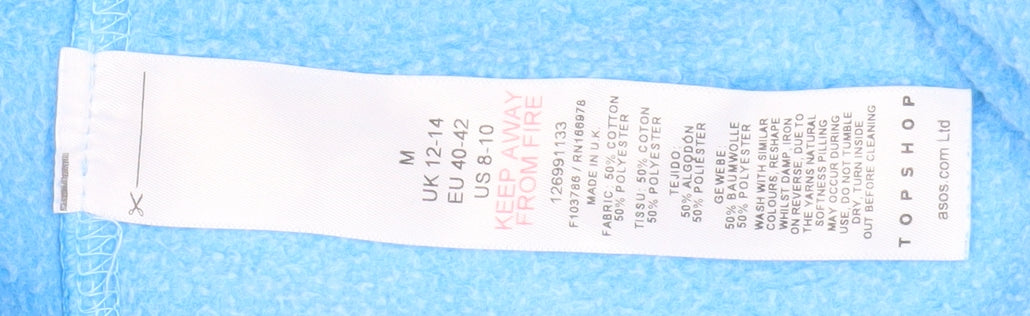 M
UK 12-14
EU 40-42
US 8-10
KEEP AWAY
FROM FIRE
126991133
F103786 / RN166978
MADE IN U.K
FABRIC: 50% COTTON
50% POLYESTER
TISSU: 50% COTON
50% POLYESTER
TEJIDO:
50% ALGODÓN
50% POLIÉSTER
GEWEBE:
50% BAUMWOLLE
50% POLYESTER
WASH WITH SIMILAR
COLOURS, RESHAPE
WHILST DAMP, IRON
ON REVERSE, DUE TO
THE YARNS NATURAL
SOFTNESS PILLING
MAY OCCUR DURING
USE, DO NOT TUMBLE
DRY, TURN INSIDE
OUT BEFORE CLEANING
TOPSHOP
asos.com Ltd